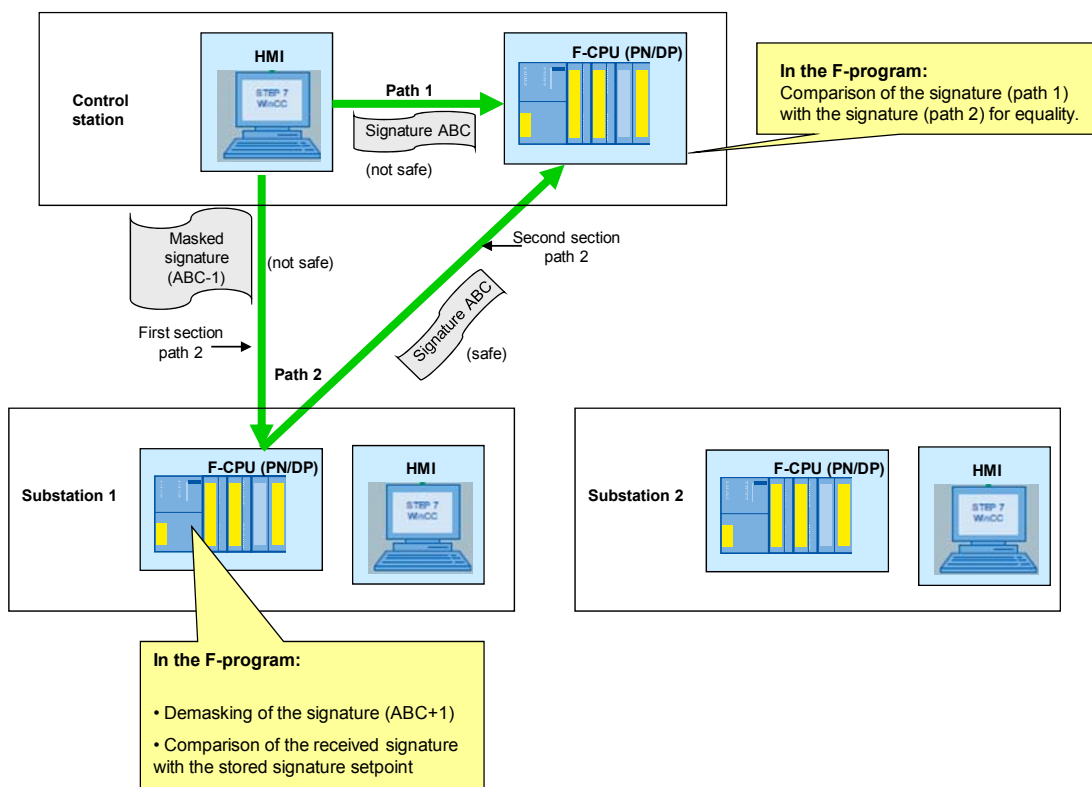 HMI
F-CPU (PN/DP)
Control
station
STEP 7
WinCC
Path 1
Signature ABC
(not safe)
In the F-program:
Comparison of the signature (path 1)
with the signature (path 2) for equality.
Masked
signature
(ABC-1)
(not safe)
Second section
path 2
First section
path 2
Signature ABC
(safe)
Path 2
Substation 1
F-CPU (PN/DP)
HMI
STEP 7
WinCC
Substation 2
F-CPU (PN/DP)
HMI
STEP 7
WinCC
In the F-program:
• Demasking of the signature (ABC+1)
• Comparison of the received signature
with the stored signature setpoint